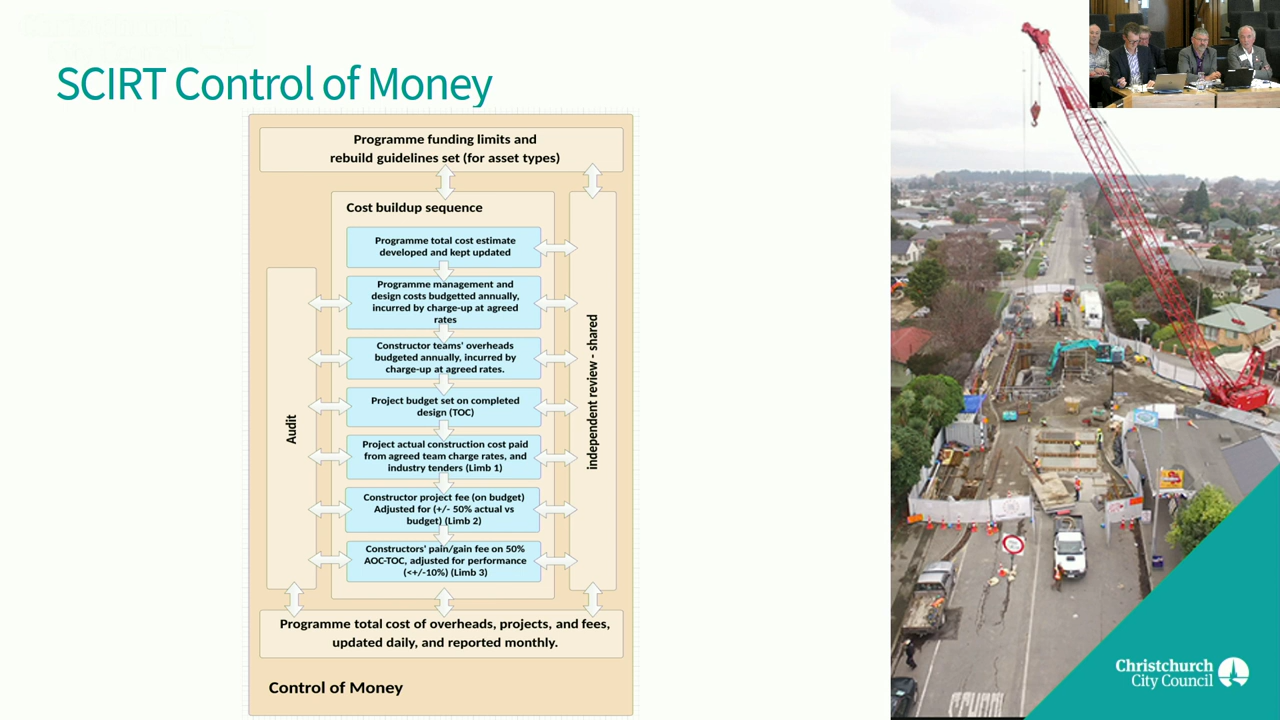 SCIRT Control of Money
Programme funding limits and
rebuild guidelines set (for asset types)
Cost buildup sequence
Programme total cost estimate
developed and kept updated
Programme management and
design costs budgetted annually,
incurred by charge-up at agreed
rates
Constructor teams' overheads
budgeted annually, incurred by
charge-up at agreed rates.
Project budget set on completed
design (TOC)
Project actual construction cost paid
from agreed team charge rates, and
industry tenders (Limb 1)
Constructor project fee (on budget)
Adjusted for (+/- 50% actual vs
budget) (Limb 2)
Constructors' pain/gain fee on 50%
AOC-TOC, adjusted for performance
(<+/-10%) (Limb 3)
Audit
independent review - shared
Programme total cost of overheads, projects, and fees,
updated daily, and reported monthly.
Control of Money
SCHOOL
Christchurch
City Council